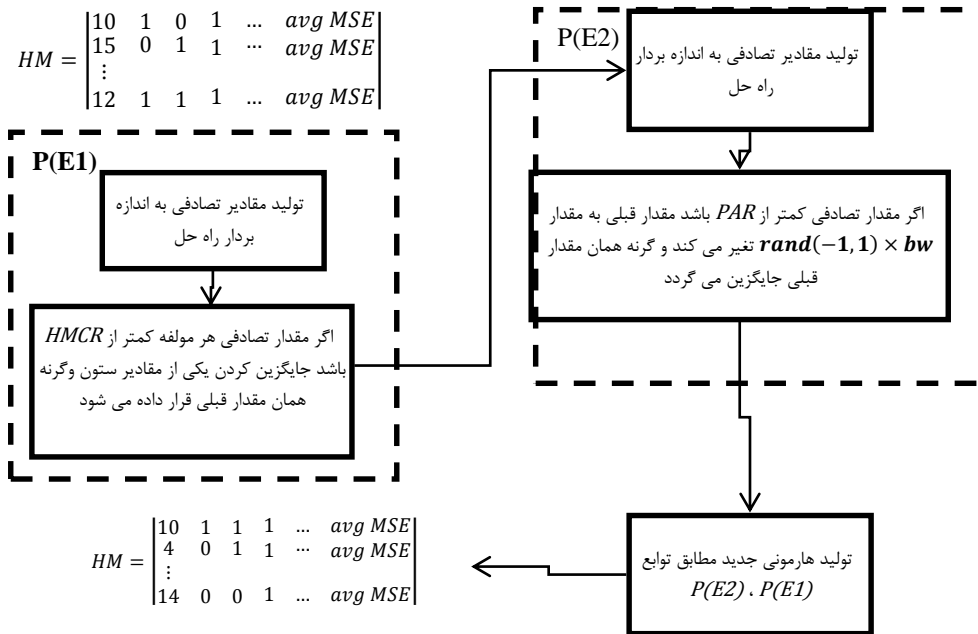 HM = |10 1 0 1 … avg MSE|
|15 0 1 1 ⋯ avg MSE|
|⋮|
|12 1 1 1 … avg MSE|
P(E1)
تولید مقادیر تصادفی به اندازه
بردار راه حل
اگر مقدار تصادفی هر مولفه کمتر از HMCR
باشد جایگزین کردن یکی از مقادیر ستون وگرنه
همان مقدار قبلی قرار داده می شود
P(E2)
تولید مقادیر تصادفی به اندازه بردار
راه حل
اگر مقدار تصادفی کمتر از PAR باشد مقدار قبلی به مقدار
rand(−1,1) × bw تغیر می کند و گرنه همان مقدار
قبلی جایگزین می گردد
تولید هارمونی جدید مطابق توابع
P(E2) ، P(E1)
HM = |10 1 1 1 … avg MSE|
|4 0 1 1 ⋯ avg MSE|
|⋮|
|14 0 0 1 … avg MSE|